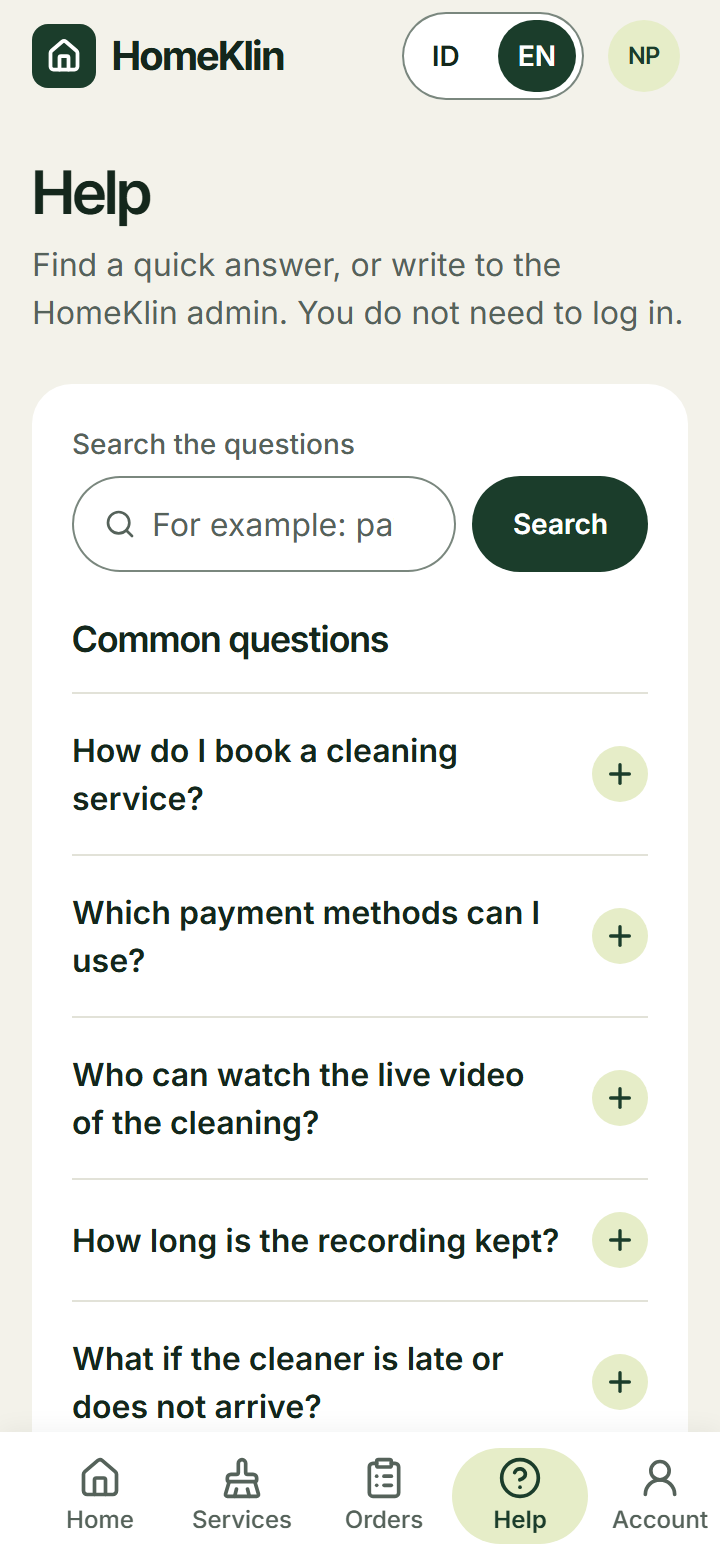 HomeKlin
ID
EN
NP
Help
Find a quick answer, or write to the
HomeKlin admin. You do not need to log in.
Search the questions
For example: pa
Search
Common questions
How do I book a cleaning
service?
Which payment methods can I
use?
Who can watch the live video
of the cleaning?
How long is the recording kept?
What if the cleaner is late or
does not arrive?
Home
Services
Orders
Help
Account